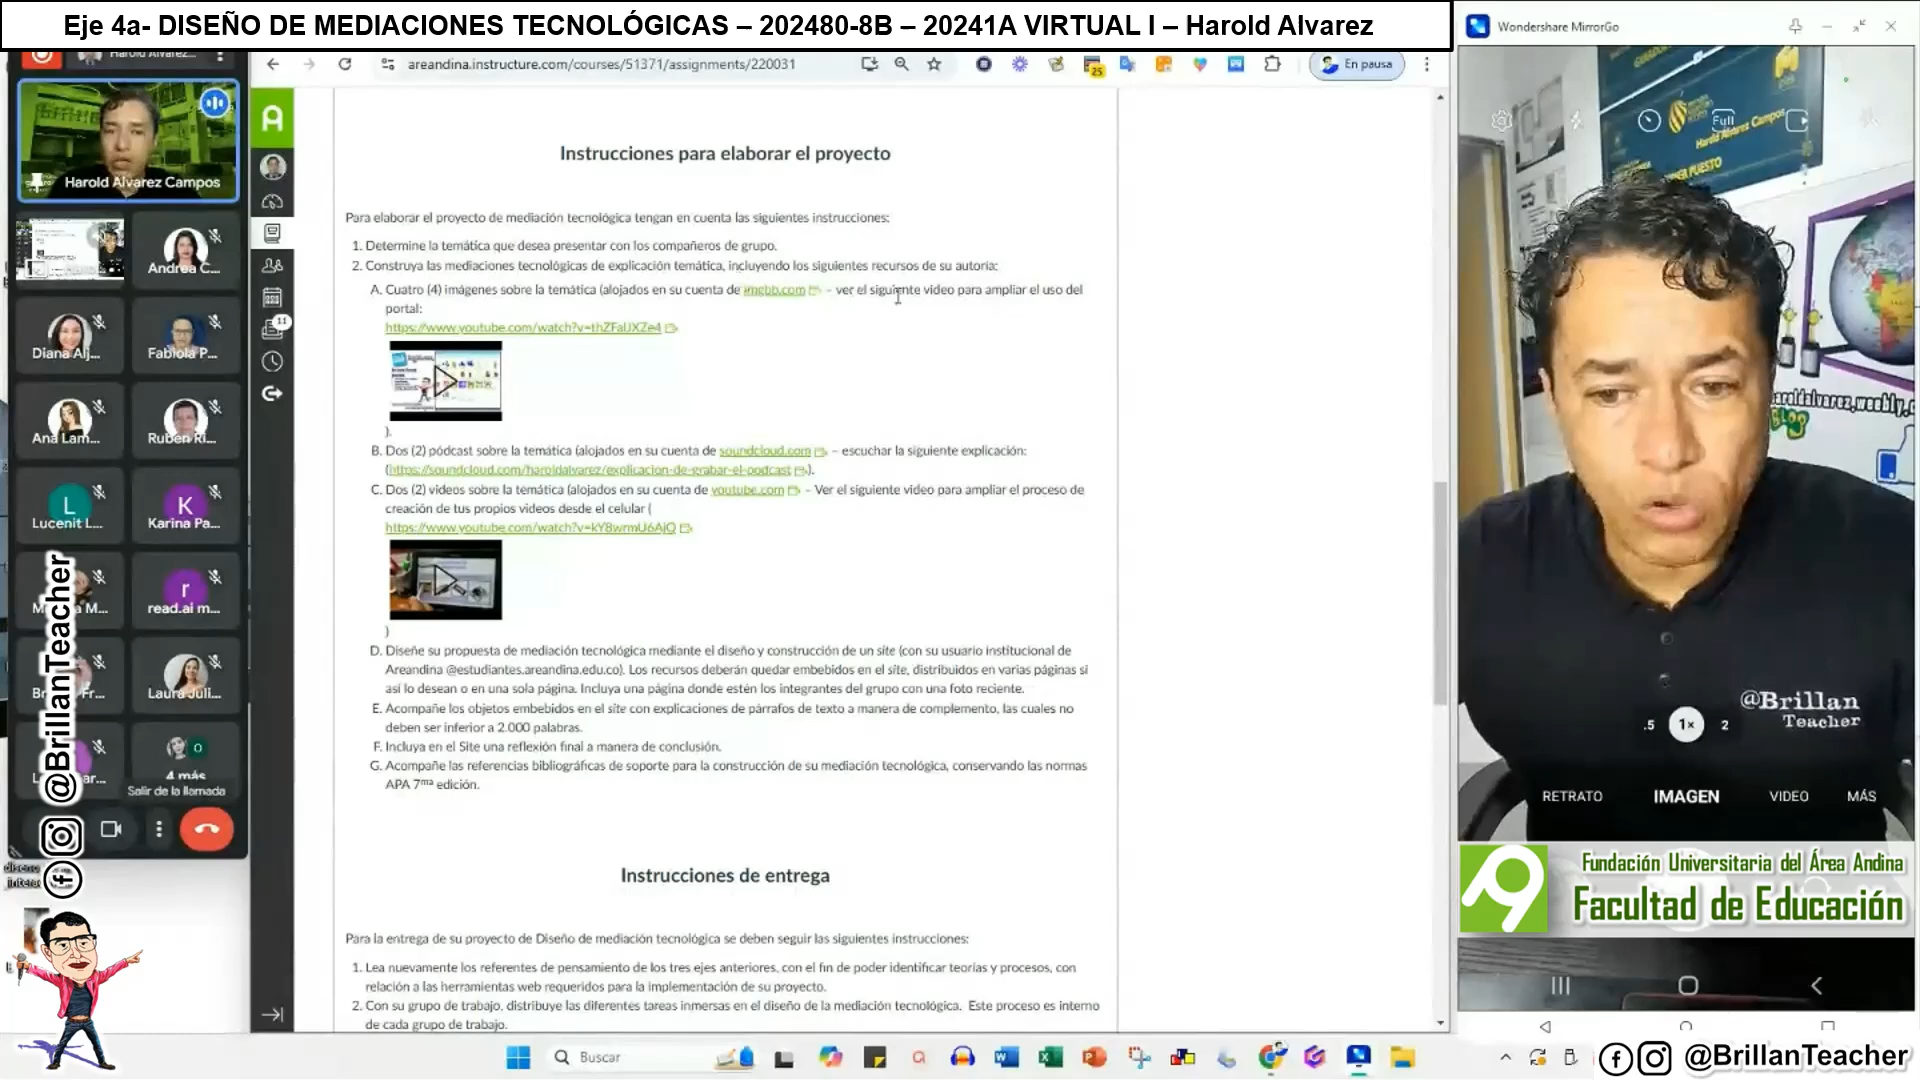 Eje 4a- DISEÑO DE MEDIACIONES TECNOLÓGICAS – 202480-8B – 20241A VIRTUAL I – Harold Alvarez
Wondershare MirrorGo
Harold Alvarez...
areandina.instructure.com/courses/51371/assignments/220031
25
En pausa
Harold Alvarez Campos
Andrea C...
Diana Alj...
Fabiola P...
Ana Lam...
Ruben Ri...
L
Lucenit L...
K
Karina Pa...
r
read.ai m...
Laura Juli...
o
4 más
Salir de la llamada
@BrillanTeacher
11
Instrucciones para elaborar el proyecto
Para elaborar el proyecto de mediación tecnológica tengan en cuenta las siguientes instrucciones:
1. Determine la temática que desea presentar con los compañeros de grupo.
2. Construya las mediaciones tecnológicas de explicación temática, incluyendo los siguientes recursos de su autoría:
A. Cuatro (4) imágenes sobre la temática (alojados en su cuenta de imgbb.com – ver el siguiente video para ampliar el uso del
portal:
https://www.youtube.com/watch?v=thZFaUXZe4
).
B. Dos (2) pódcast sobre la temática (alojados en su cuenta de soundcloud.com – escuchar la siguiente explicación:
(https://soundcloud.com/haroldalvarez/explicacion-de-grabar-el-podcast).
C. Dos (2) videos sobre la temática (alojados en su cuenta de youtube.com – Ver el siguiente video para ampliar el proceso de
creación de tus propios videos desde el celular (
https://www.youtube.com/watch?v=kY8wrmU6AjQ
)
D. Diseñe su propuesta de mediación tecnológica mediante el diseño y construcción de un site (con su usuario institucional de
Areandina @estudiantes.areandina.edu.co). Los recursos deberán quedar embebidos en el site, distribuidos en varias páginas si
así lo desean o en una sola página. Incluya una página donde estén los integrantes del grupo con una foto reciente.
E. Acompañe los objetos embebidos en el site con explicaciones de párrafos de texto a manera de complemento, las cuales no
deben ser inferior a 2.000 palabras.
F. Incluya en el Site una reflexión final a manera de conclusión.
G. Acompañe las referencias bibliográficas de soporte para la construcción de su mediación tecnológica, conservando las normas
APA 7ma edición.
Instrucciones de entrega
Para la entrega de su proyecto de Diseño de mediación tecnológica se deben seguir las siguientes instrucciones:
1. Lea nuevamente los referentes de pensamiento de los tres ejes anteriores, con el fin de poder identificar teorías y procesos, con
relación a las herramientas web requeridos para la implementación de su proyecto.
2. Con su grupo de trabajo, distribuye las diferentes tareas inmersas en el diseño de la mediación tecnológica. Este proceso es interno
de cada grupo de trabajo.
Full
Harold Alvarez Campos
PUESTO
haroldalvarez.weebly.c
BLOG
@Brillan
Teacher
.5
1x
2
RETRATO
IMAGEN
VIDEO
MÁS
Fundación Universitaria del Área Andina
Facultad de Educación
Buscar
@BrillanTeacher